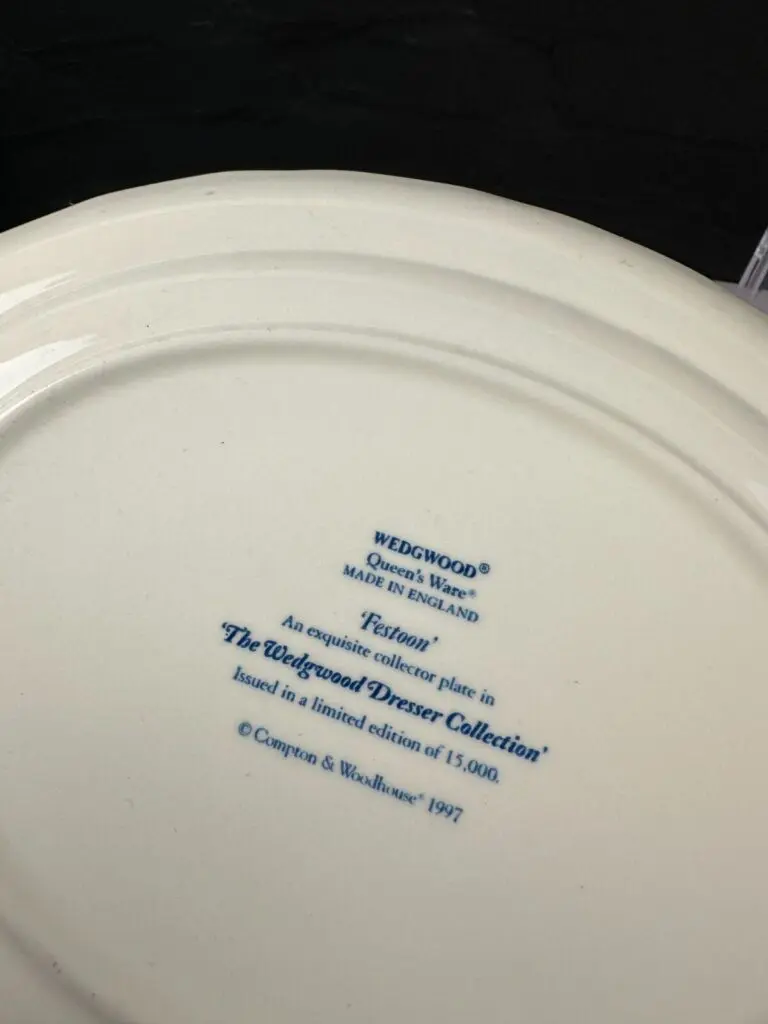 WEDGWOOD®
Queen's Ware®
MADE IN ENGLAND
'Festoon'
An exquisite collector plate in
'The Wedgwood Dresser Collection'
Issued in a limited edition of 15,000.
© Compton & Woodhouse® 1997